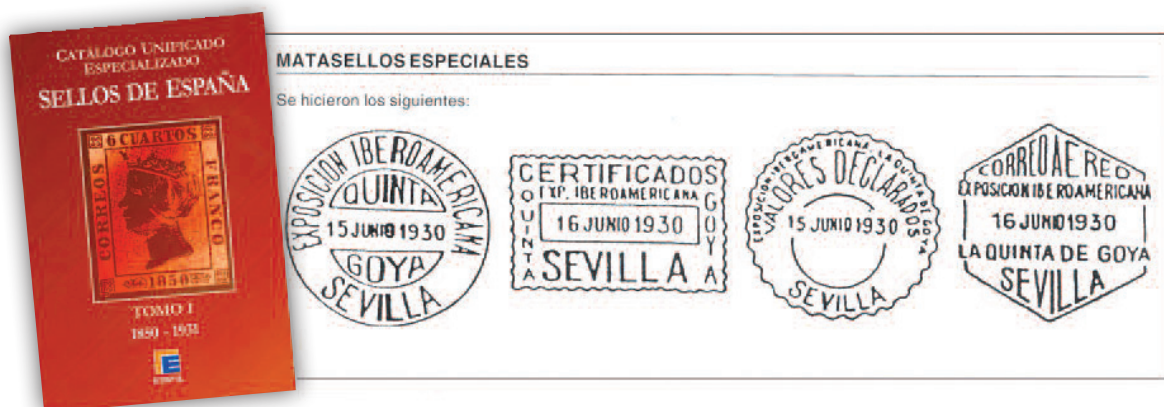 CATÁLOGO UNIFICADO
ESPECIALIZADO
SELLOS DE ESPAÑA
6 CUARTOS
CORREOS
FRANCO
1850
TOMO I
1850 - 1931
MATASELLOS ESPECIALES
Se hicieron los siguientes:
EXPOSICION IBEROAMERICANA
QUINTA
15 JUNIO 1930
GOYA
SEVILLA
CERTIFICADOS
EXP. IBEROAMERICANA
QUINTA
16 JUNIO 1930
GOYA
SEVILLA
EXPOSICION IBEROAMERICANA. LA QUINTA DE GOYA
VALORES DECLARADOS
15 JUNIO 1930
SEVILLA
CORREO AEREO
EXPOSICION IBEROAMERICANA
16 JUNIO 1930
LA QUINTA DE GOYA
SEVILLA